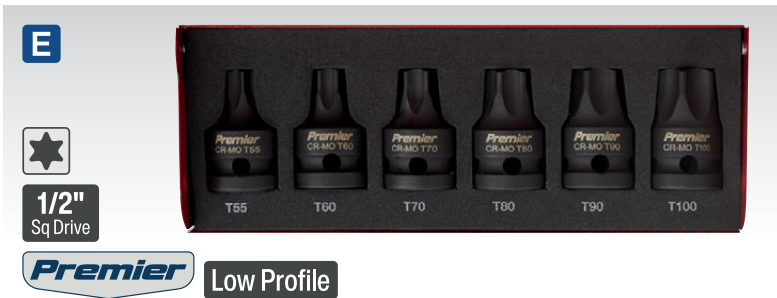 E
Premier
CR-MO T55
Premier
CR-MO T60
Premier
CR-MO T70
Premier
CR-MO T80
Premier
CR-MO T90
Premier
CR-MO T100
T55
T60
T70
T80
T90
T100
1/2"
Sq Drive
Premier
Low Profile